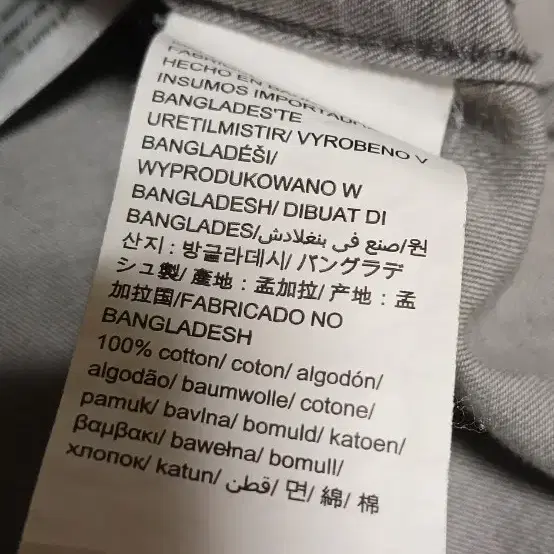 HECHO EN
INSUMOS IMPORTAD
BANGLADEŞ'TE
URETILMISTIR/ VYROBENO V
BANGLADÉŠI/
WYPRODUKOWANO W
BANGLADESH/ DIBUAT DI
BANGLADES/صنع في بنغلادش/원
산지 : 방글라데시/ バングラデ
シュ製/ 產地 : 孟加拉/ 产地 : 孟
加拉国/FABRICADO NO
BANGLADESH
100% cotton/ coton/ algodón/
algodão/ baumwolle/ cotone/
pamuk/ bavlna/ bomuld/ katoen/
βαμβακι/ bawełna/ bomull/
хлопок/ katun/ قطن/ 면/ 綿/ 棉